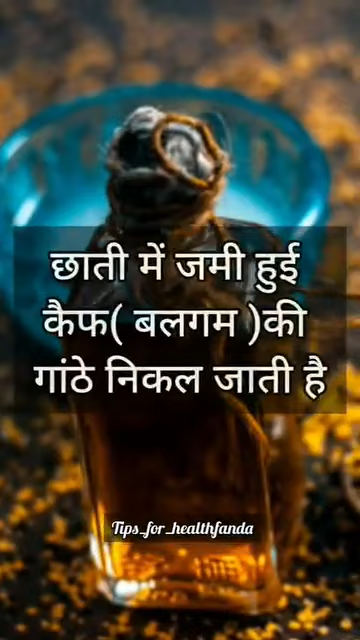 छाती में जमी हुई
कैफ( बलगम )की
गांठे निकल जाती है
Tips_for_healthfanda